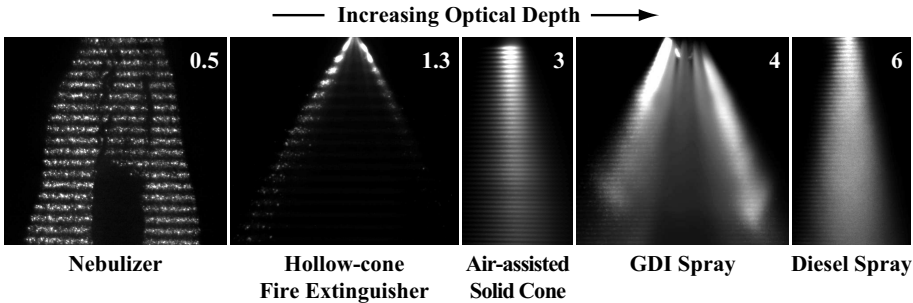 Increasing Optical Depth
0.5
1.3
3
4
6
Nebulizer
Hollow-cone
Fire Extinguisher
Air-assisted
Solid Cone
GDI Spray
Diesel Spray